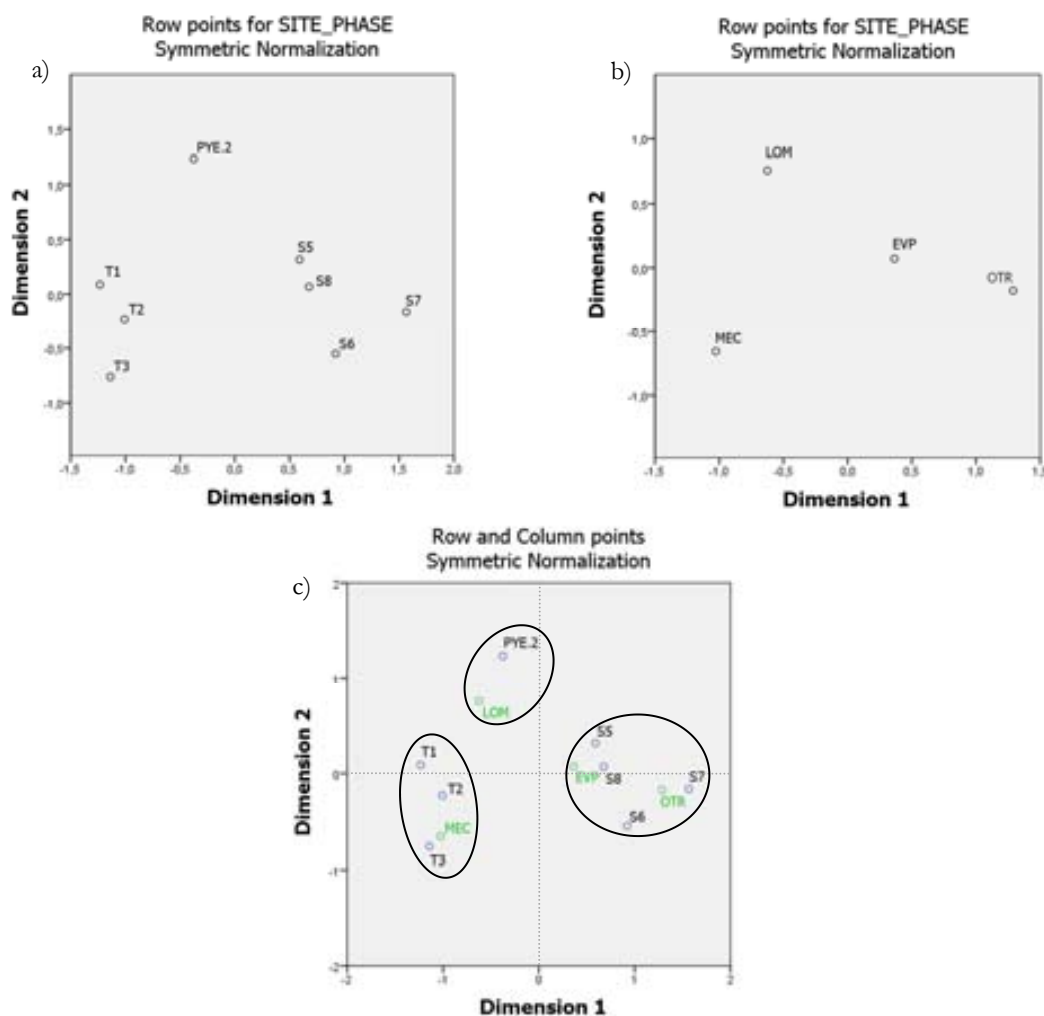 a)
Row points for SITE_PHASE
Symmetric Normalization
Dimension 2
1,5
1,0
0,5
0,0
-0,5
-1,0
PYE.2
T1
T2
T3
S5
S8
S7
S6
-1,5 -1,0 -0,5 0,0 0,5 1,0 1,5 2,0
Dimension 1
b)
Row points for SITE_PHASE
Symmetric Normalization
Dimension 2
1,0
0,5
0,0
-0,5
-1,0
LOM
EVP
OTR
MEC
-1,5 -1,0 -0,5 0,0 0,5 1,0 1,5
Dimension 1
c)
Row and Column points
Symmetric Normalization
Dimension 2
2
1
0
-1
-2
PYE.2
LOM
T1
T2
MEC
T3
S5
EVP
S8
S7
OTR
S6
-2 -1 0 1 2
Dimension 1